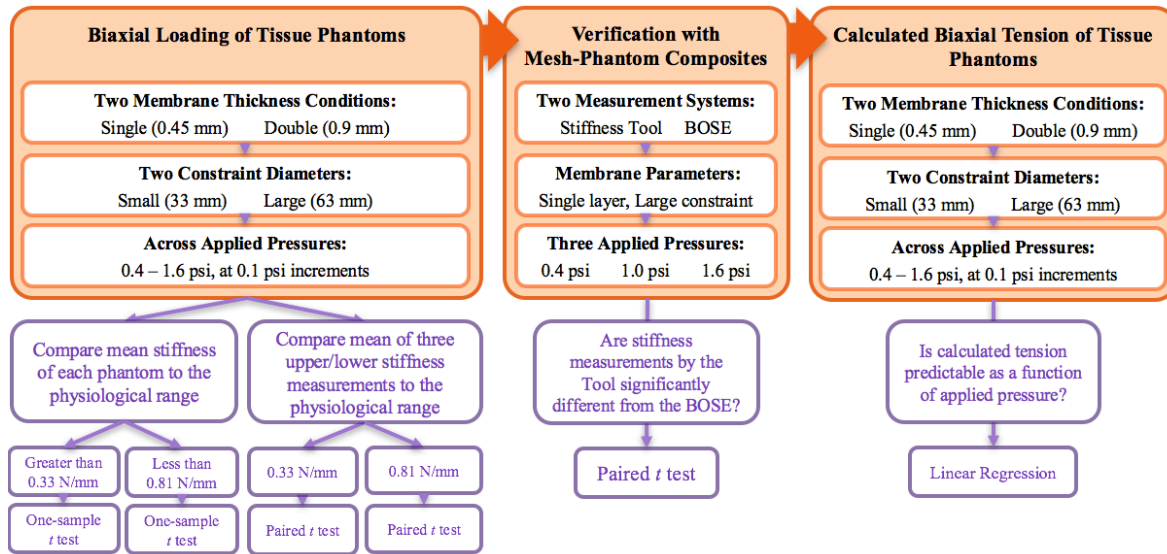 Biaxial Loading of Tissue Phantoms
Two Membrane Thickness Conditions:
Single (0.45 mm) Double (0.9 mm)
Two Constraint Diameters:
Small (33 mm) Large (63 mm)
Across Applied Pressures:
0.4 – 1.6 psi, at 0.1 psi increments
Compare mean stiffness
of each phantom to the
physiological range
Compare mean of three
upper/lower stiffness
measurements to the
physiological range
Greater than
0.33 N/mm
Less than
0.81 N/mm
0.33 N/mm
0.81 N/mm
One-sample
t test
One-sample
t test
Paired t test
Paired t test
Verification with
Mesh-Phantom Composites
Two Measurement Systems:
Stiffness Tool BOSE
Membrane Parameters:
Single layer, Large constraint
Three Applied Pressures:
0.4 psi 1.0 psi 1.6 psi
Are stiffness
measurements by the
Tool significantly
different from the BOSE?
Paired t test
Calculated Biaxial Tension of Tissue
Phantoms
Two Membrane Thickness Conditions:
Single (0.45 mm) Double (0.9 mm)
Two Constraint Diameters:
Small (33 mm) Large (63 mm)
Across Applied Pressures:
0.4 – 1.6 psi, at 0.1 psi increments
Is calculated tension
predictable as a function
of applied pressure?
Linear Regression